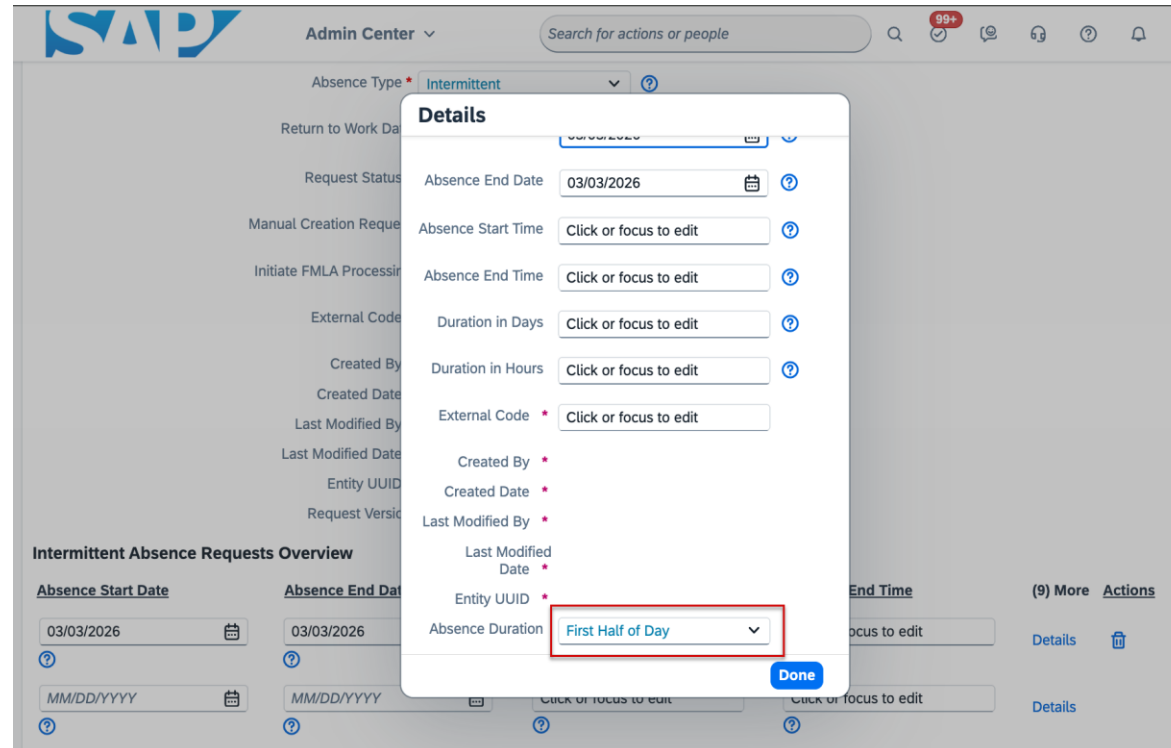 SAP
Admin Center
Search for actions or people
99+
Absence Type * Intermittent
Return to Work Da
Request Status
Manual Creation Reque
Initiate FMLA Processin
External Code
Created By
Created Date
Last Modified By
Last Modified Date
Entity UUID
Request Versio
Details
03/03/2026
Absence End Date 03/03/2026
Absence Start Time Click or focus to edit
Absence End Time Click or focus to edit
Duration in Days Click or focus to edit
Duration in Hours Click or focus to edit
External Code * Click or focus to edit
Created By *
Created Date *
Last Modified By *
Last Modified
Date *
Entity UUID *
Absence Duration First Half of Day
Done
Intermittent Absence Requests Overview
Absence Start Date Absence End Dat End Time (9) More Actions
03/03/2026 03/03/2026 ocus to edit Details
MM/DD/YYYY MM/DD/YYYY Click or focus to edit Click or focus to edit Details